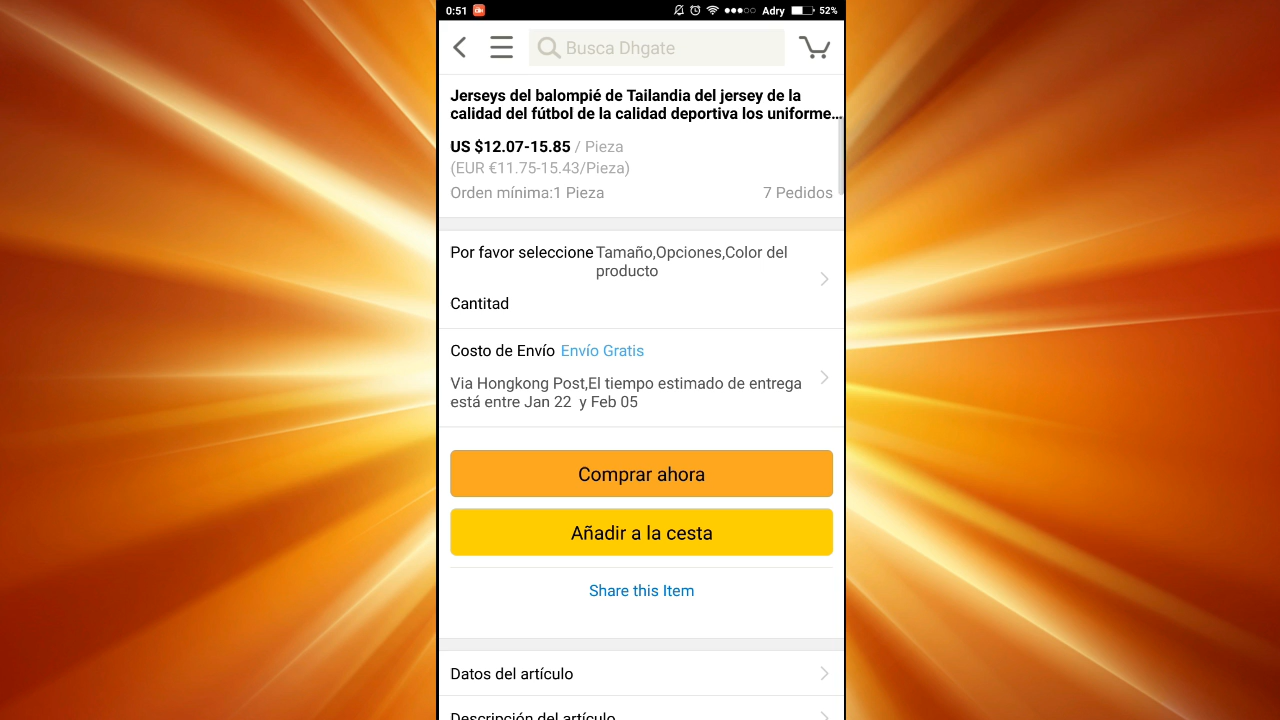 0:51 Adry 52%
Busca Dhgate
Jerseys del balompié de Tailandia del jersey de la
calidad del fútbol de la calidad deportiva los uniforme...
US $12.07-15.85 / Pieza
(EUR €11.75-15.43/Pieza)
Orden mínima:1 Pieza 7 Pedidos
Por favor seleccione Tamaño,Opciones,Color del
producto
Cantitad
Costo de Envío Envío Gratis
Via Hongkong Post,El tiempo estimado de entrega
está entre Jan 22 y Feb 05
Comprar ahora
Añadir a la cesta
Share this Item
Datos del artículo
Descripción del artículo